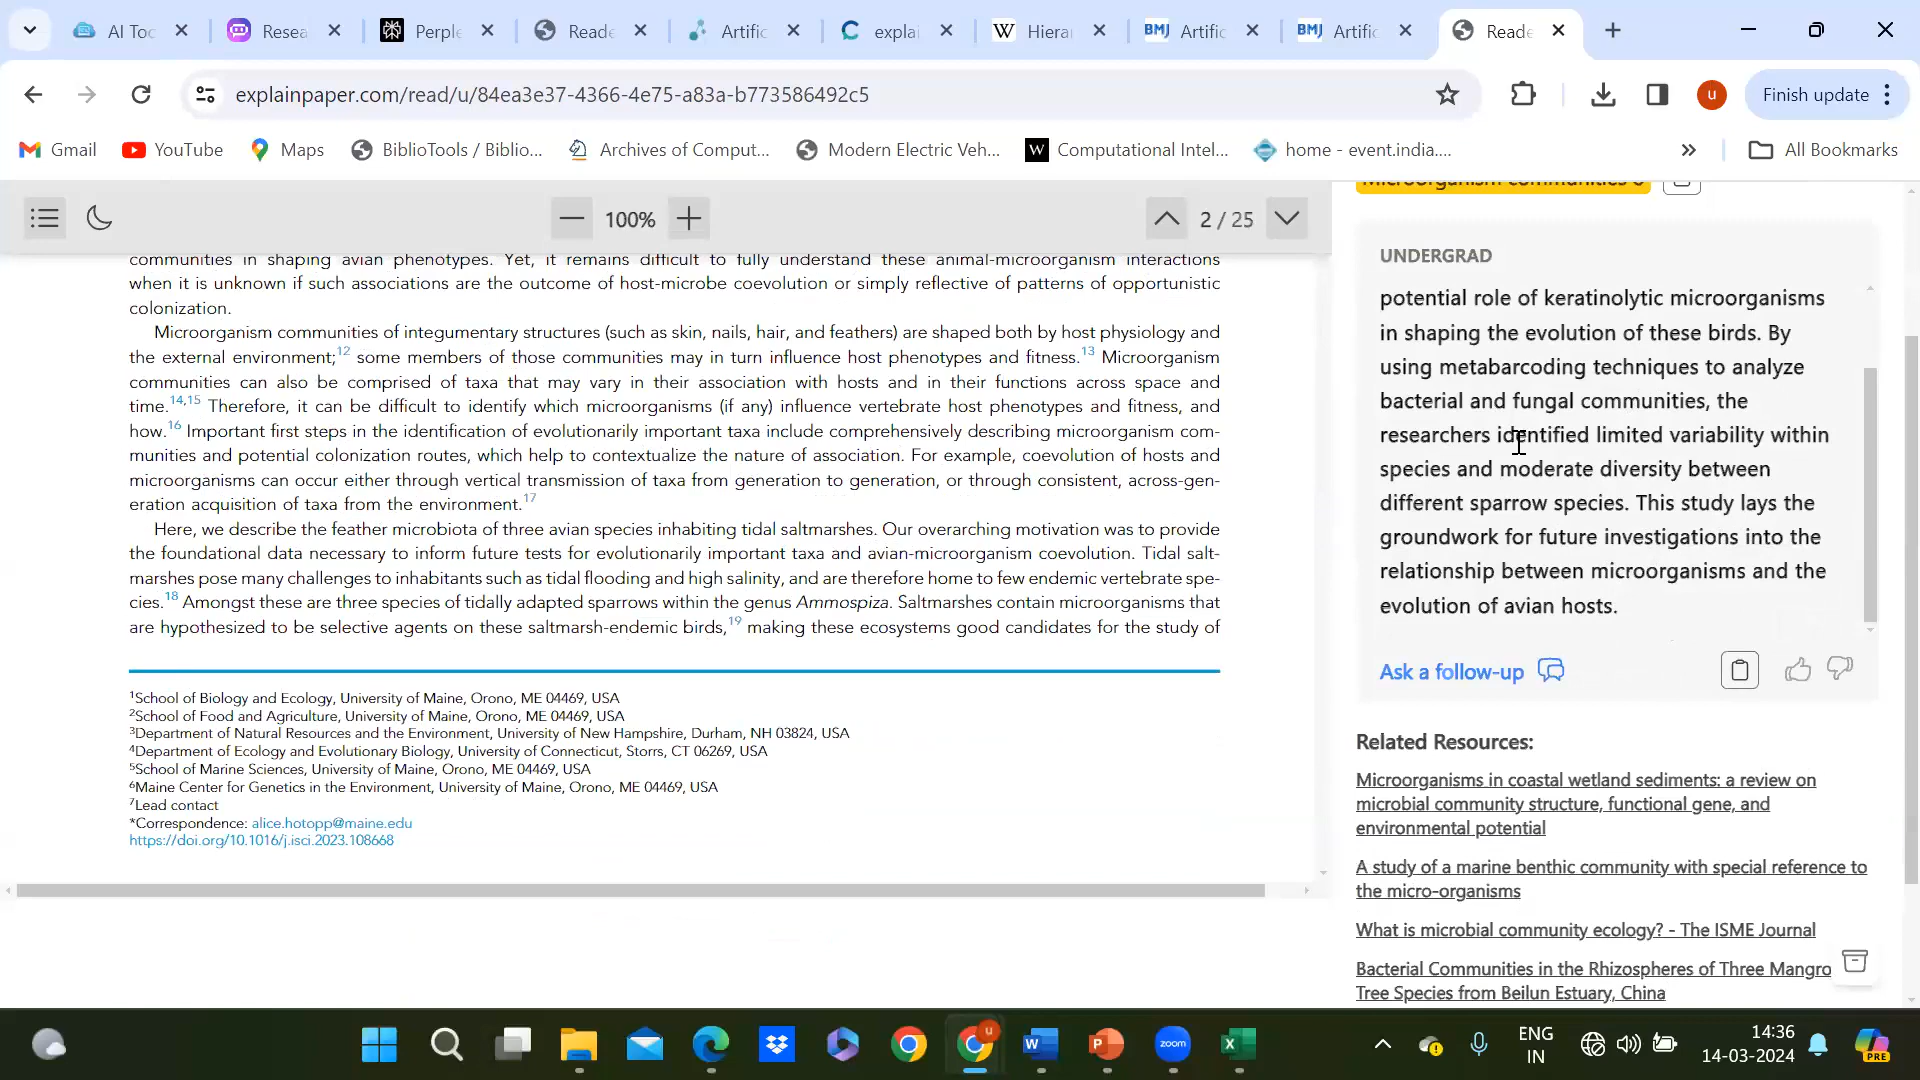 AI Toc
Resea
Perple
Reade
Artific
explai
Hierar
BMJ Artific
BMJ Artific
Reade
explainpaper.com/read/u/84ea3e37-4366-4e75-a83a-b773586492c5
u
Finish update
Gmail
YouTube
Maps
BiblioTools / Biblio...
Archives of Comput...
Modern Electric Veh...
W Computational Intel...
home - event.india....
»
All Bookmarks
100%
2 / 25
communities in shaping avian phenotypes. Yet, it remains difficult to fully understand these animal-microorganism interactions
when it is unknown if such associations are the outcome of host-microbe coevolution or simply reflective of patterns of opportunistic
colonization.
Microorganism communities of integumentary structures (such as skin, nails, hair, and feathers) are shaped both by host physiology and
the external environment;12 some members of those communities may in turn influence host phenotypes and fitness.13 Microorganism
communities can also be comprised of taxa that may vary in their association with hosts and in their functions across space and
time.14,15 Therefore, it can be difficult to identify which microorganisms (if any) influence vertebrate host phenotypes and fitness, and
how.16 Important first steps in the identification of evolutionarily important taxa include comprehensively describing microorganism com-
munities and potential colonization routes, which help to contextualize the nature of association. For example, coevolution of hosts and
microorganisms can occur either through vertical transmission of taxa from generation to generation, or through consistent, across-gen-
eration acquisition of taxa from the environment.17
Here, we describe the feather microbiota of three avian species inhabiting tidal saltmarshes. Our overarching motivation was to provide
the foundational data necessary to inform future tests for evolutionarily important taxa and avian-microorganism coevolution. Tidal salt-
marshes pose many challenges to inhabitants such as tidal flooding and high salinity, and are therefore home to few endemic vertebrate spe-
cies.18 Amongst these are three species of tidally adapted sparrows within the genus Ammospiza. Saltmarshes contain microorganisms that
are hypothesized to be selective agents on these saltmarsh-endemic birds,19 making these ecosystems good candidates for the study of
1School of Biology and Ecology, University of Maine, Orono, ME 04469, USA
2School of Food and Agriculture, University of Maine, Orono, ME 04469, USA
3Department of Natural Resources and the Environment, University of New Hampshire, Durham, NH 03824, USA
4Department of Ecology and Evolutionary Biology, University of Connecticut, Storrs, CT 06269, USA
5School of Marine Sciences, University of Maine, Orono, ME 04469, USA
6Maine Center for Genetics in the Environment, University of Maine, Orono, ME 04469, USA
7Lead contact
*Correspondence: alice.hotopp@maine.edu
https://doi.org/10.1016/j.isci.2023.108668
Microorganism communities
UNDERGRAD
potential role of keratinolytic microorganisms
in shaping the evolution of these birds. By
using metabarcoding techniques to analyze
bacterial and fungal communities, the
researchers identified limited variability within
species and moderate diversity between
different sparrow species. This study lays the
groundwork for future investigations into the
relationship between microorganisms and the
evolution of avian hosts.
Ask a follow-up
Related Resources:
Microorganisms in coastal wetland sediments: a review on
microbial community structure, functional gene, and
environmental potential
A study of a marine benthic community with special reference to
the micro-organisms
What is microbial community ecology? - The ISME Journal
Bacterial Communities in the Rhizospheres of Three Mangro
Tree Species from Beilun Estuary, China
u
zoom
ENG
IN
14:36
14-03-2024
PRE